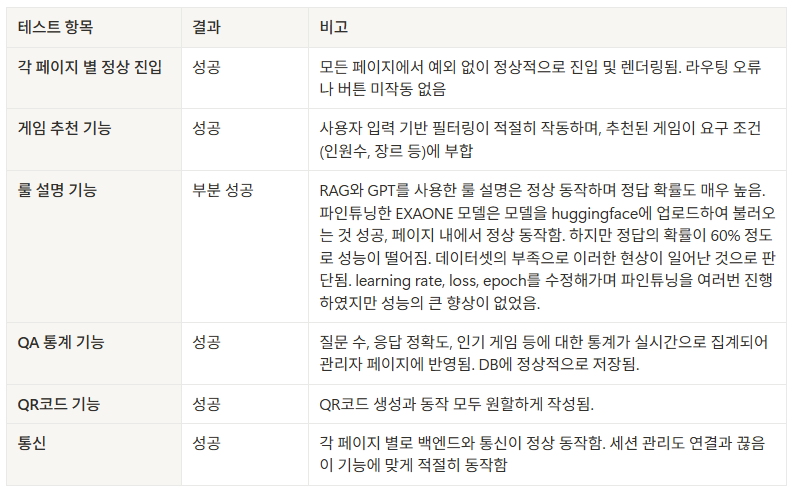 테스트 항목 결과 비고
각 페이지 별 정상 진입 성공 모든 페이지에서 예외 없이 정상적으로 진입 및 렌더링됨. 라우팅 오류
나 버튼 미작동 없음
게임 추천 기능 성공 사용자 입력 기반 필터링이 적절히 작동하며, 추천된 게임이 요구 조건
(인원수, 장르 등)에 부합
룰 설명 기능 부분 성공 RAG와 GPT를 사용한 룰 설명은 정상 동작하며 정답 확률도 매우 높음.
파인튜닝한 EXAONE 모델은 모델을 huggingface에 업로드하여 불러오
는 것 성공, 페이지 내에서 정상 동작함. 하지만 정답의 확률이 60% 정도
로 성능이 떨어짐. 데이터셋의 부족으로 이러한 현상이 일어난 것으로 판
단됨. learning rate, loss, epoch를 수정해가며 파인튜닝을 여러번 진행
하였지만 성능의 큰 향상이 없었음.
QA 통계 기능 성공 질문 수, 응답 정확도, 인기 게임 등에 대한 통계가 실시간으로 집계되어
관리자 페이지에 반영됨. DB에 정상적으로 저장됨.
QR코드 기능 성공 QR코드 생성과 동작 모두 원할하게 작성됨.
통신 성공 각 페이지 별로 백엔드와 통신이 정상 동작함. 세션 관리도 연결과 끊음
이 기능에 맞게 적절히 동작함